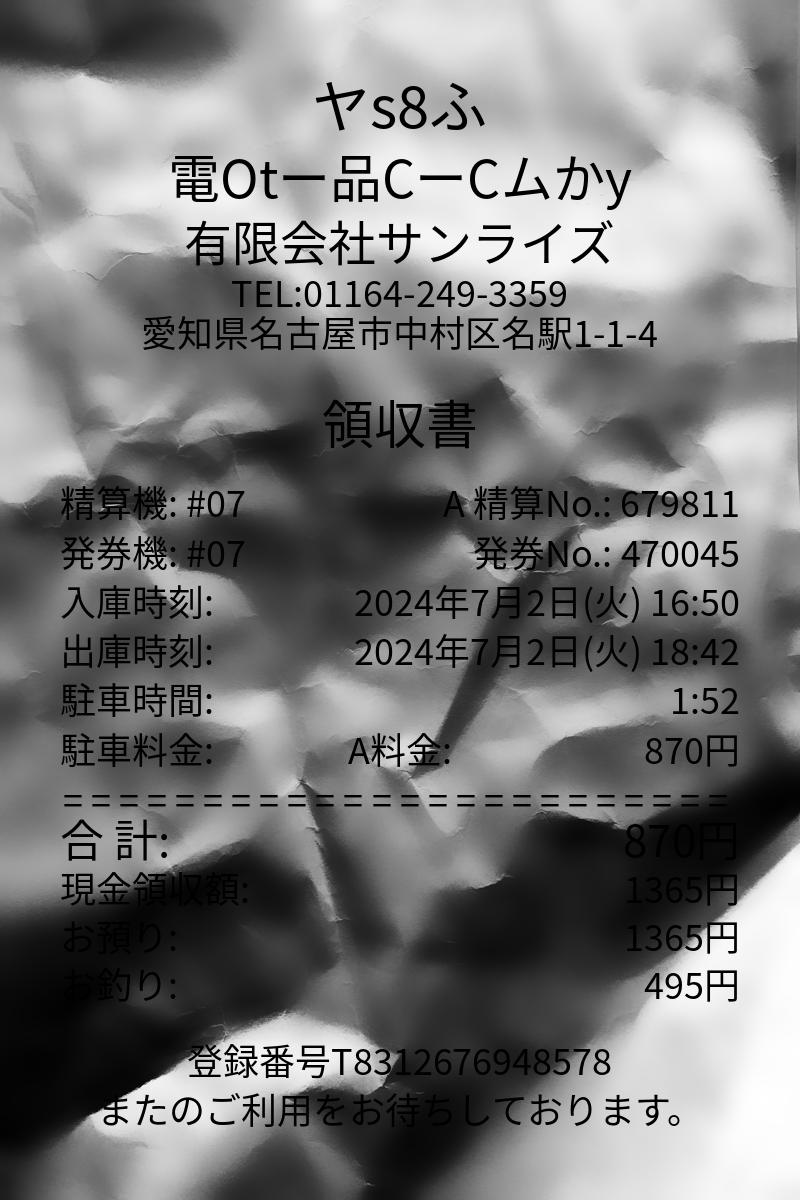 ヤs8ふ
電Otー品CーCムかy
有限会社サンライズ
TEL:01164-249-3359
愛知県名古屋市中村区名駅1-1-4
領収書
精算機: #07 A 精算No.: 679811
発券機: #07 発券No.: 470045
入庫時刻: 2024年7月2日(火) 16:50
出庫時刻: 2024年7月2日(火) 18:42
駐車時間: 1:52
駐車料金: A料金: 870円
========================
合 計: 870円
現金領収額: 1365円
お預り: 1365円
お釣り: 495円
登録番号T8312676948578
またのご利用をお待ちしております。